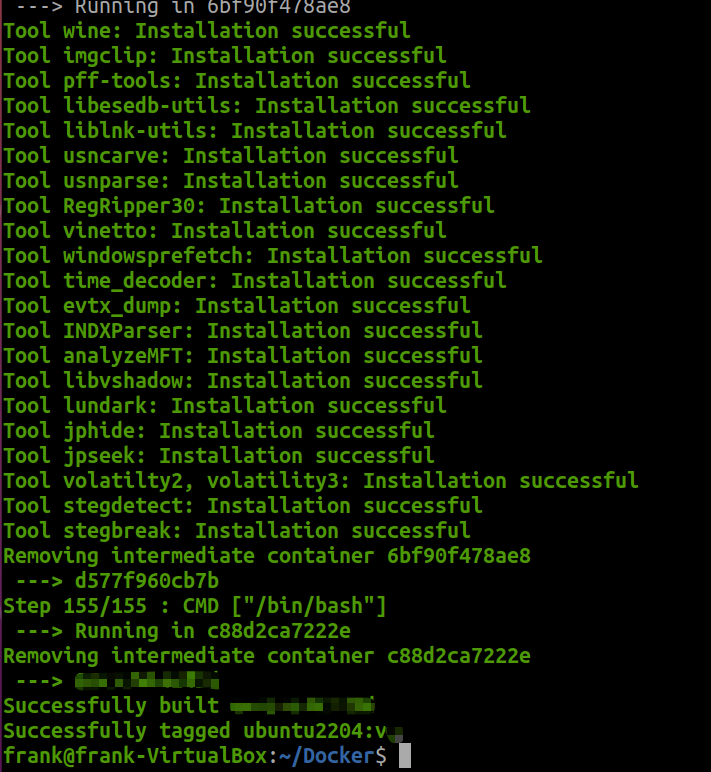 ---> Running in 6bf90f478ae8
Tool wine: Installation successful
Tool imgclip: Installation successful
Tool pff-tools: Installation successful
Tool libesedb-utils: Installation successful
Tool liblnk-utils: Installation successful
Tool usncarve: Installation successful
Tool usnparse: Installation successful
Tool RegRipper30: Installation successful
Tool vinetto: Installation successful
Tool windowsprefetch: Installation successful
Tool time_decoder: Installation successful
Tool evtx_dump: Installation successful
Tool INDXParser: Installation successful
Tool analyzeMFT: Installation successful
Tool libvshadow: Installation successful
Tool lundark: Installation successful
Tool jphide: Installation successful
Tool jpseek: Installation successful
Tool volatilty2, volatility3: Installation successful
Tool stegdetect: Installation successful
Tool stegbreak: Installation successful
Removing intermediate container 6bf90f478ae8
---> d577f960cb7b
Step 155/155 : CMD ["/bin/bash"]
---> Running in c88d2ca7222e
Removing intermediate container c88d2ca7222e
--->
Successfully built
Successfully tagged ubuntu2204:v
frank@frank-VirtualBox:~/Docker$